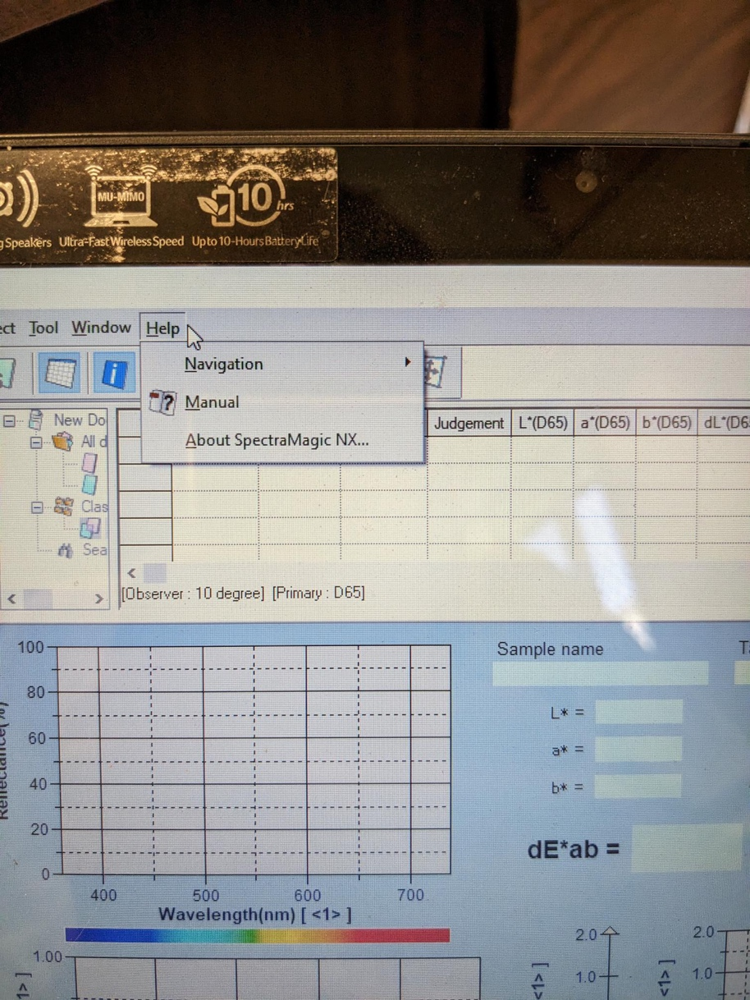 MU-MIMO
10 hrs
g Speakers Ultra-Fast Wireless Speed Up to 10-Hours Battery Life
ect Tool Window Help
Navigation
Manual
About SpectraMagic NX...
New Do
All d
Clas
Sea
Judgement L*(D65) a*(D65) b*(D65) dL*(D65
[Observer : 10 degree] [Primary : D65]
100
80
60
40
20
0
Reflectance(%)
400 500 600 700
Wavelength(nm) [ <1> ]
Sample name T
L* =
a* =
b* =
dE*ab =
1.00
1> ]
2.0
1.0
<1> ]
2.0
1.0
<1> ]